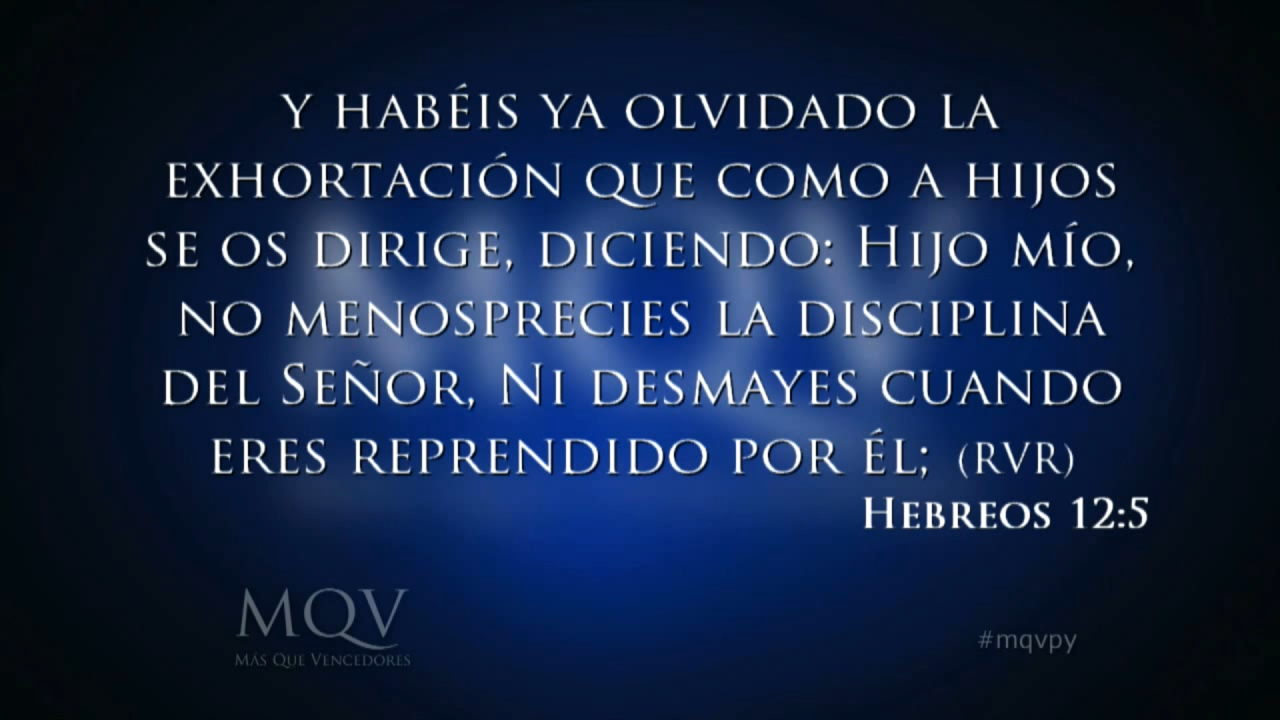 Y HABÉIS YA OLVIDADO LA
EXHORTACIÓN QUE COMO A HIJOS
SE OS DIRIGE, DICIENDO: HIJO MÍO,
NO MENOSPRECIES LA DISCIPLINA
DEL SEÑOR, NI DESMAYES CUANDO
ERES REPRENDIDO POR ÉL; (RVR)
HEBREOS 12:5
MQV
MÁS QUE VENCEDORES
#mqvpy